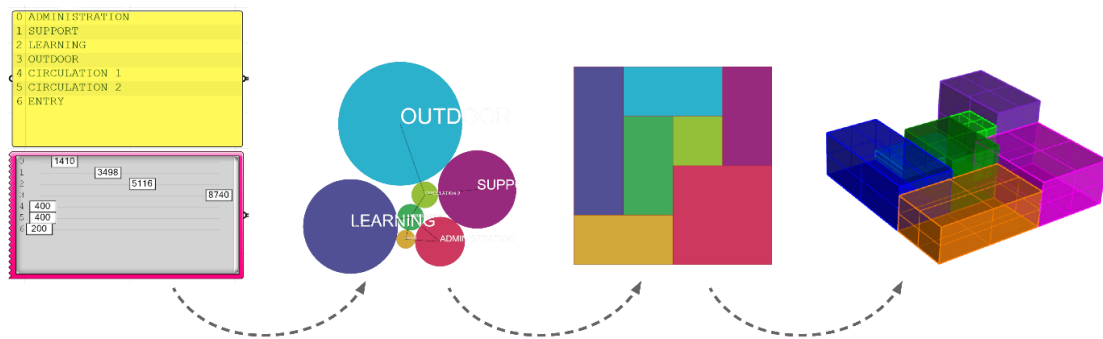 0 ADMINISTRATION
1 SUPPORT
2 LEARNING
3 OUTDOOR
4 CIRCULATION 1
5 CIRCULATION 2
6 ENTRY
0 1410
1 3498
2 5116
3 8740
4 400
5 400
6 200
OUTDOOR
SUPP
LEARNING
ADMINISTRATION